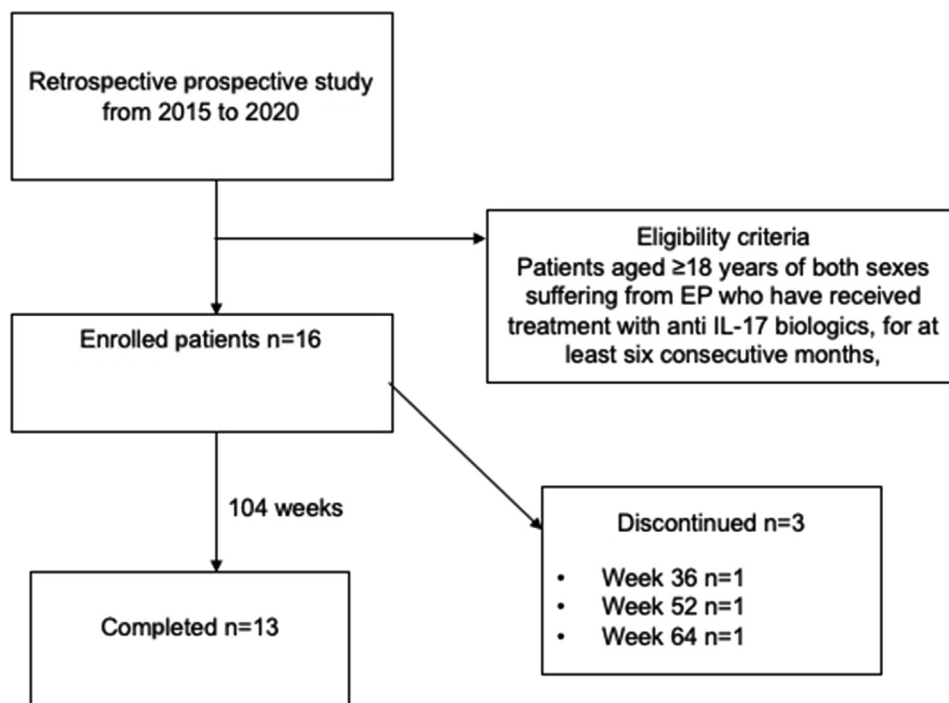 Retrospective prospective study
from 2015 to 2020
Eligibility criteria
Patients aged ≥18 years of both sexes
suffering from EP who have received
treatment with anti IL-17 biologics, for at
least six consecutive months,
Enrolled patients n=16
104 weeks
Discontinued n=3
• Week 36 n=1
• Week 52 n=1
• Week 64 n=1
Completed n=13